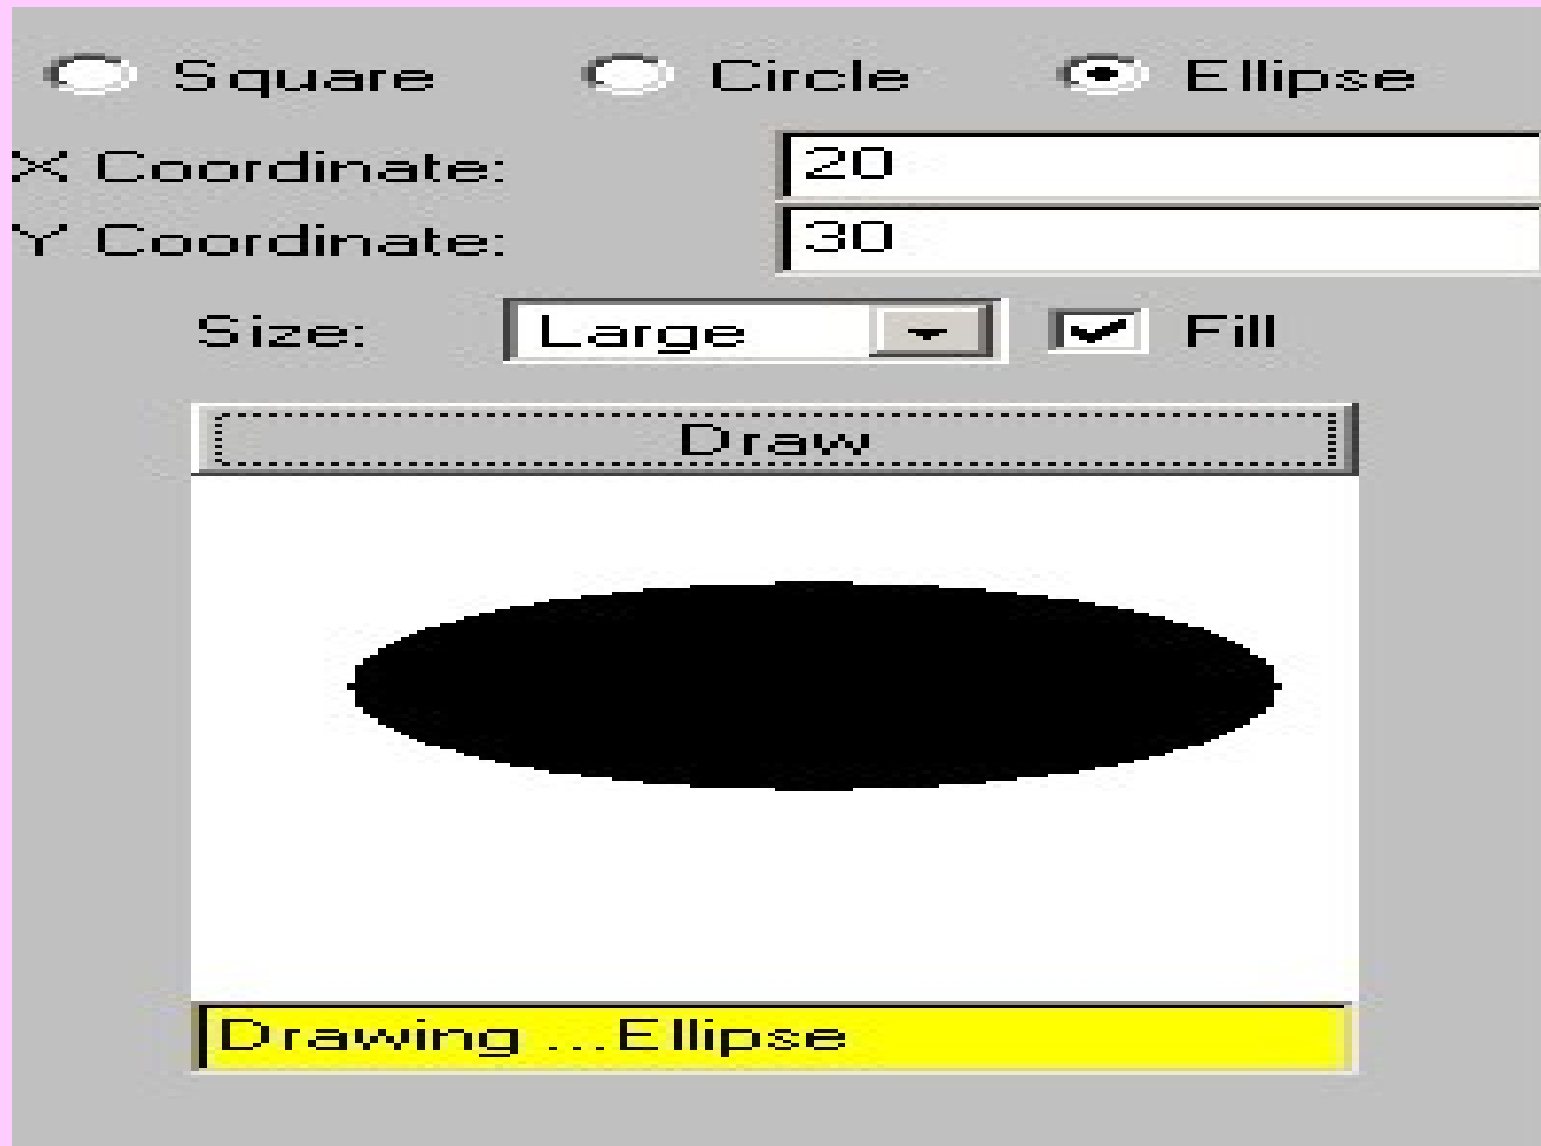 Square Circle Ellipse
X Coordinate: 20
Y Coordinate: 30
Size: Large Fill
Draw
Drawing ...Ellipse